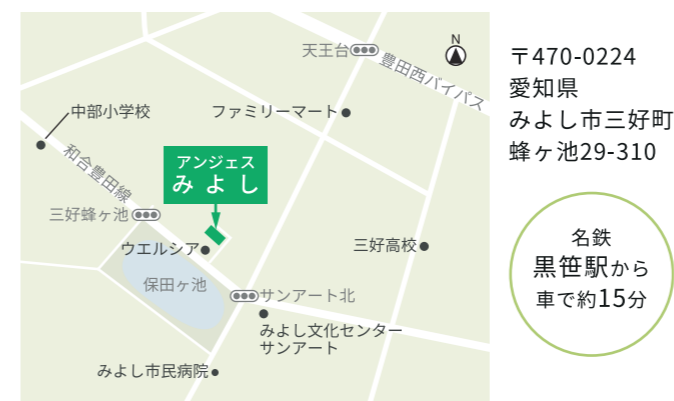 天王台
N
豊田西バイパス
中部小学校
ファミリーマート
和合豊田線
アンジェス
みよし
三好蜂ヶ池
ウエルシア
三好高校
保田ヶ池
サンアート北
みよし文化センター
サンアート
みよし市民病院
〒470-0224
愛知県
みよし市三好町
蜂ヶ池29-310
名鉄
黒笹駅から
車で約15分